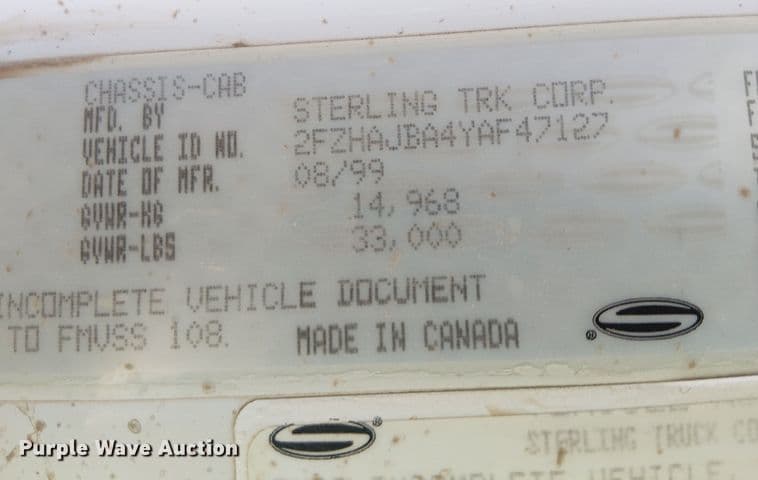 CHASSIS-CAB
MFD. BY STERLING TRK CORP.
VEHICLE ID NO. 2FZHAJBA4YAF47127
DATE OF MFR. 08/99
GVWR-KG 14,968
GVWR-LBS 33,000
INCOMPLETE VEHICLE DOCUMENT
TO FMVSS 108. MADE IN CANADA
®
®
STERLING TRUCK CO
INCOMPLETE VEHICLE
Purple Wave Auction